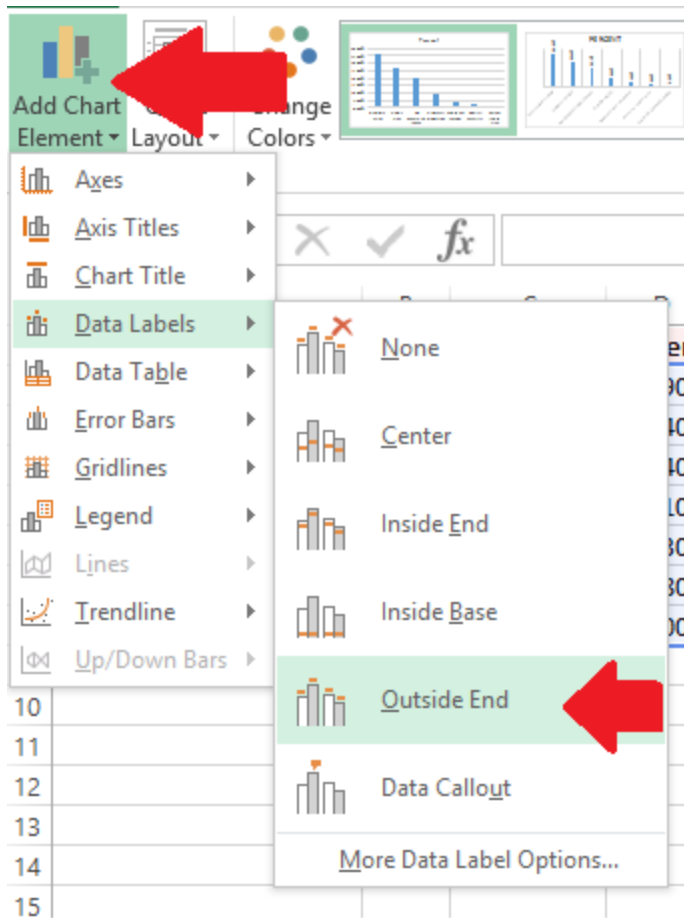 Add Chart
Element
Layout
Change
Colors
PERCENT
Axes
Axis Titles
Chart Title
Data Labels
Data Table
Error Bars
Gridlines
Legend
Lines
Trendline
Up/Down Bars
fx
None
Center
Inside End
Inside Base
Outside End
Data Callout
More Data Label Options...
10
11
12
13
14
15